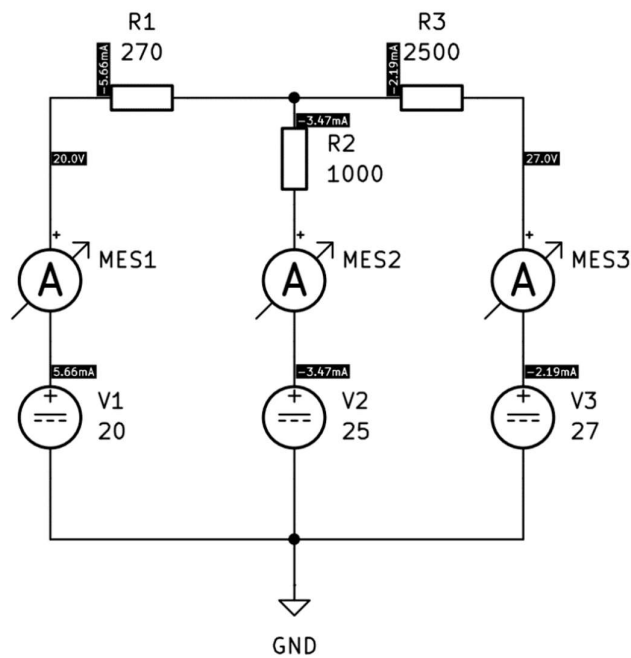 R1
270
-5.66mA
R3
2500
-2.19mA
-3.47mA
R2
1000
20.0V
27.0V
+
A
MES1
+
A
MES2
+
A
MES3
5.66mA
-3.47mA
-2.19mA
+
V1
20
+
V2
25
+
V3
27
GND